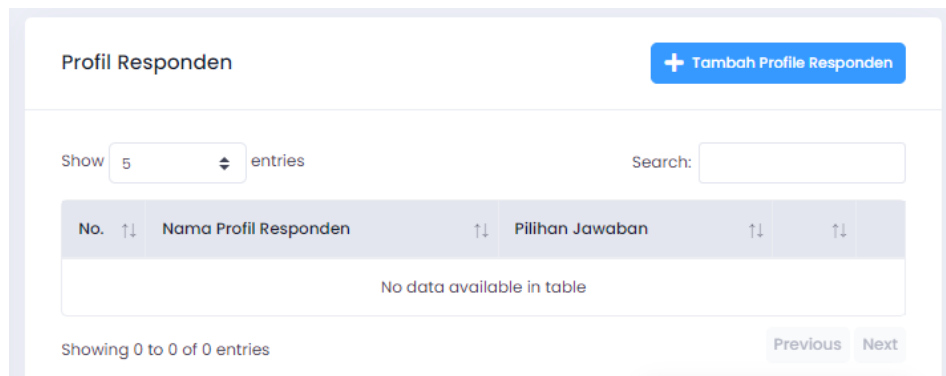 Profil Responden
Tambah Profile Responden
Show 5 entries
Search:
No. Nama Profil Responden Pilihan Jawaban
No data available in table
Showing 0 to 0 of 0 entries
Previous Next